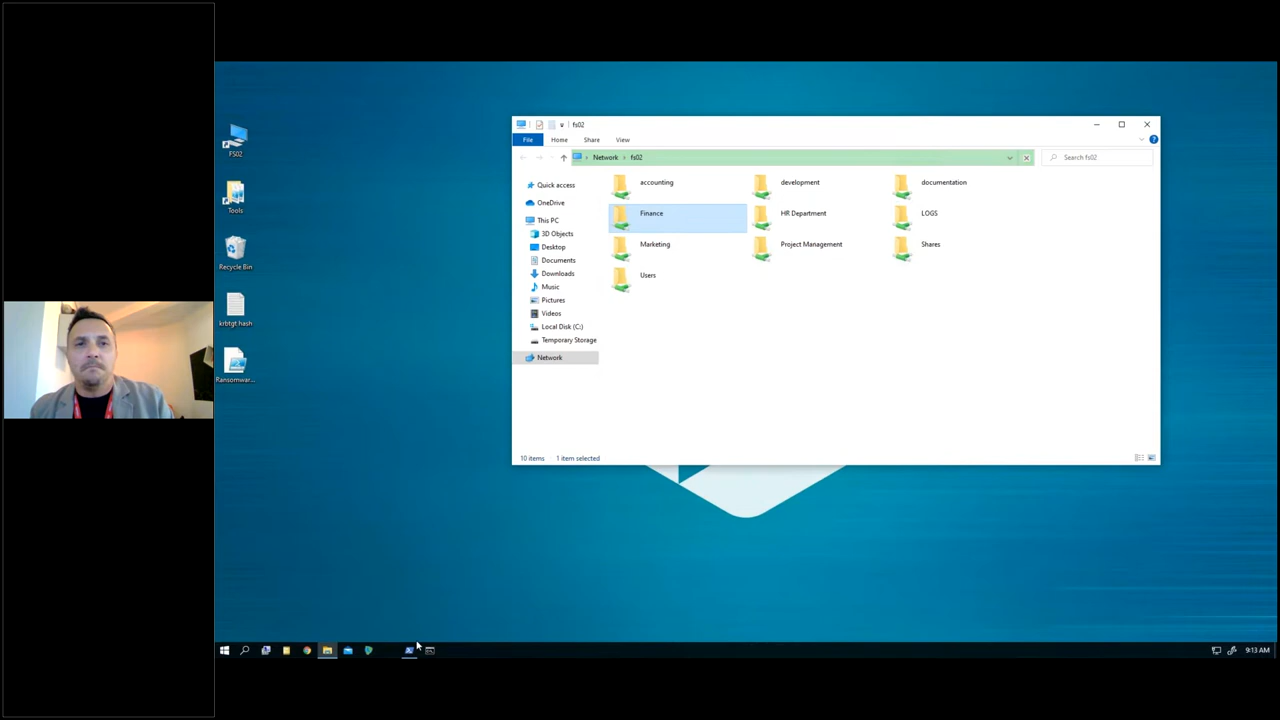 FS02
Tools
Recycle Bin
krbtgt hash
Ransomwar...
fs02
File
Home
Share
View
Network
fs02
Search fs02
Quick access
OneDrive
This PC
3D Objects
Desktop
Documents
Downloads
Music
Pictures
Videos
Local Disk (C:)
Temporary Storage
Network
accounting
development
documentation
Finance
HR Department
LOGS
Marketing
Project Management
Shares
Users
10 items
1 item selected
9:13 AM